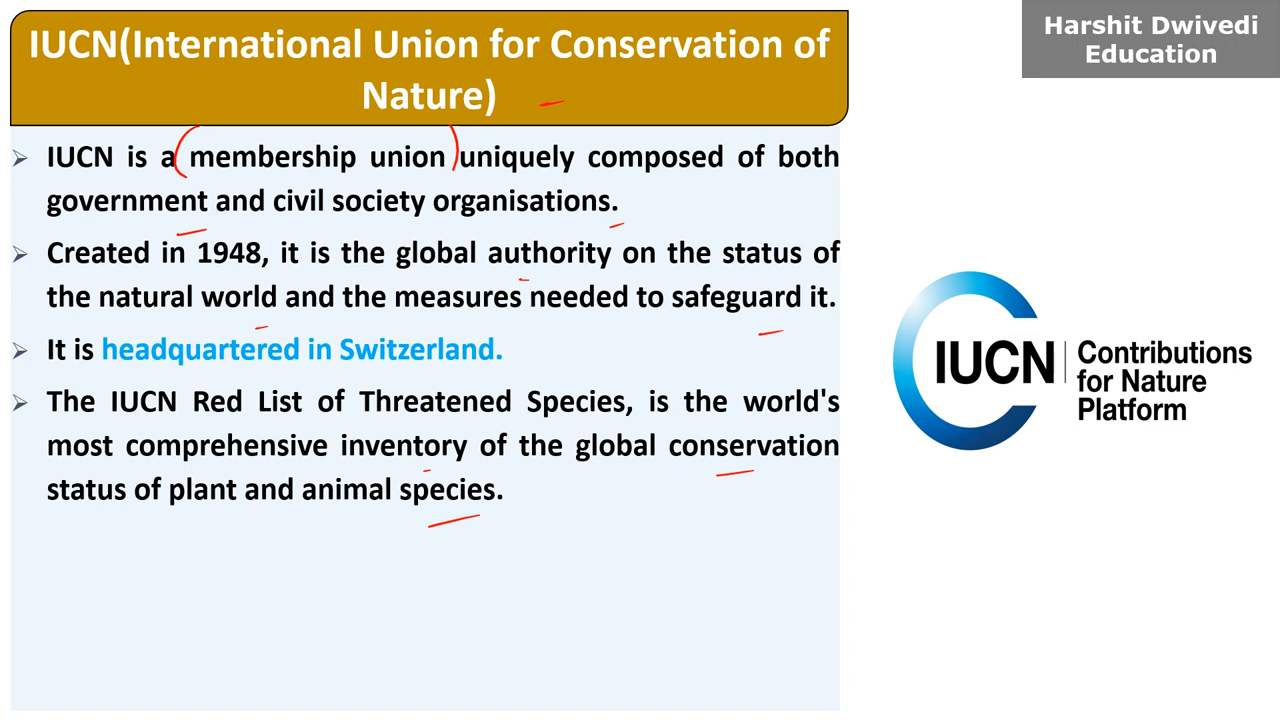 IUCN(International Union for Conservation of
Nature)
Harshit Dwivedi
Education
➢ IUCN is a membership union uniquely composed of both
government and civil society organisations.
➢ Created in 1948, it is the global authority on the status of
the natural world and the measures needed to safeguard it.
➢ It is headquartered in Switzerland.
➢ The IUCN Red List of Threatened Species, is the world's
most comprehensive inventory of the global conservation
status of plant and animal species.
IUCN
Contributions
for Nature
Platform